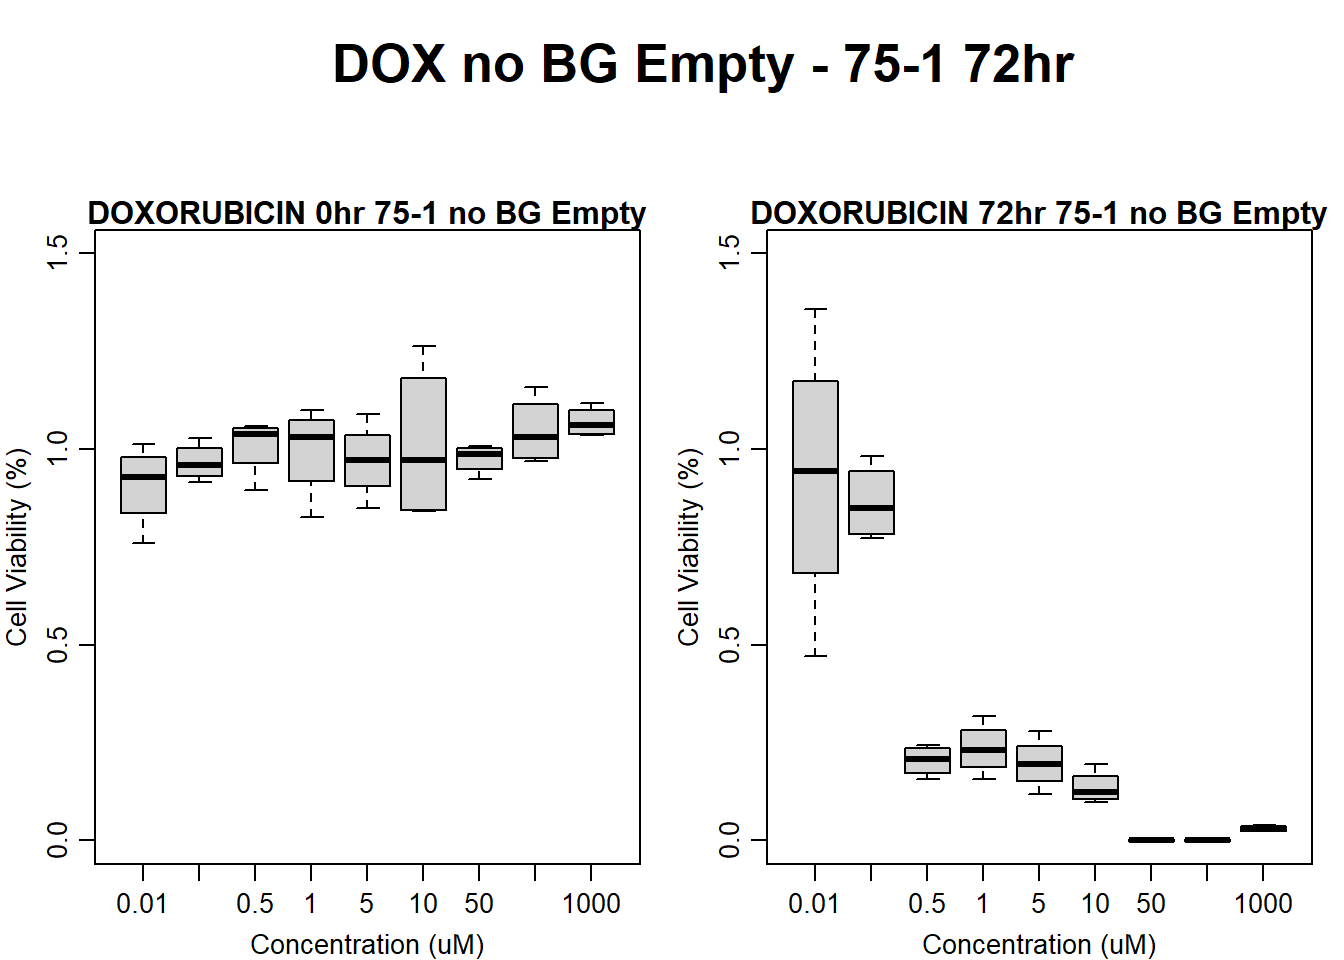 DOX no BG Empty - 75-1 72hr
DOXORUBICIN 0hr 75-1 no BG Empty
Cell Viability (%)
1.5
1.0
0.5
0.0
0.01 0.5 1 5 10 50 1000
Concentration (uM)
DOXORUBICIN 72hr 75-1 no BG Empty
Cell Viability (%)
1.5
1.0
0.5
0.0
0.01 0.5 1 5 10 50 1000
Concentration (uM)